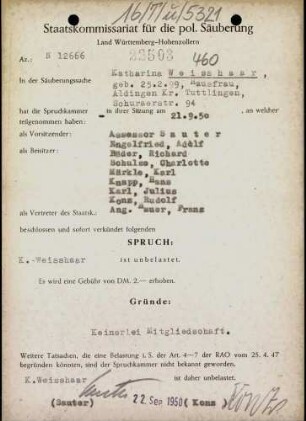 16/T/ü/5321
Staatskommissariat für die pol. Säuberung
Land Württemberg-Hohenzollern
Az.: N 12666
460
Katharina Weisshaar,
In der Säuberungssache
geb. 25.2.99, Hausfrau,
Aldingen Kr. Tuttlingen,
Schuraerstr. 94
hat die Spruchkammer in ihrer Sitzung am 21.9.50, an welcher
teilgenommen haben:
als Vorsitzender: Assessor Sauter
als Beisitzer: Engelfried, Adolf
Bäder, Richard
Schulze, Charlotte
Märkle, Karl
Knapp, Hans
Karl, Julius
Kons, Rudolf
als Vertreter des Staatsk.: Ang. Franz
beschlossen und sofort verkündet folgenden
SPRUCH:
K. Weisshaar ist unbelastet.
Es wird eine Gebühr von DM. 2.— erhoben.
Gründe:
Keinerlei Mitgliedschaft.
Weitere Tatsachen, die eine Belastung i. S. der Art. 4—7 der RAO vom 25. 4. 47
begründen könnten, sind der Spruchkammer nicht bekannt geworden.
K. Weisshaar ist daher unbelastet.
(Sauter) 22 Sep 1950 (Kons)